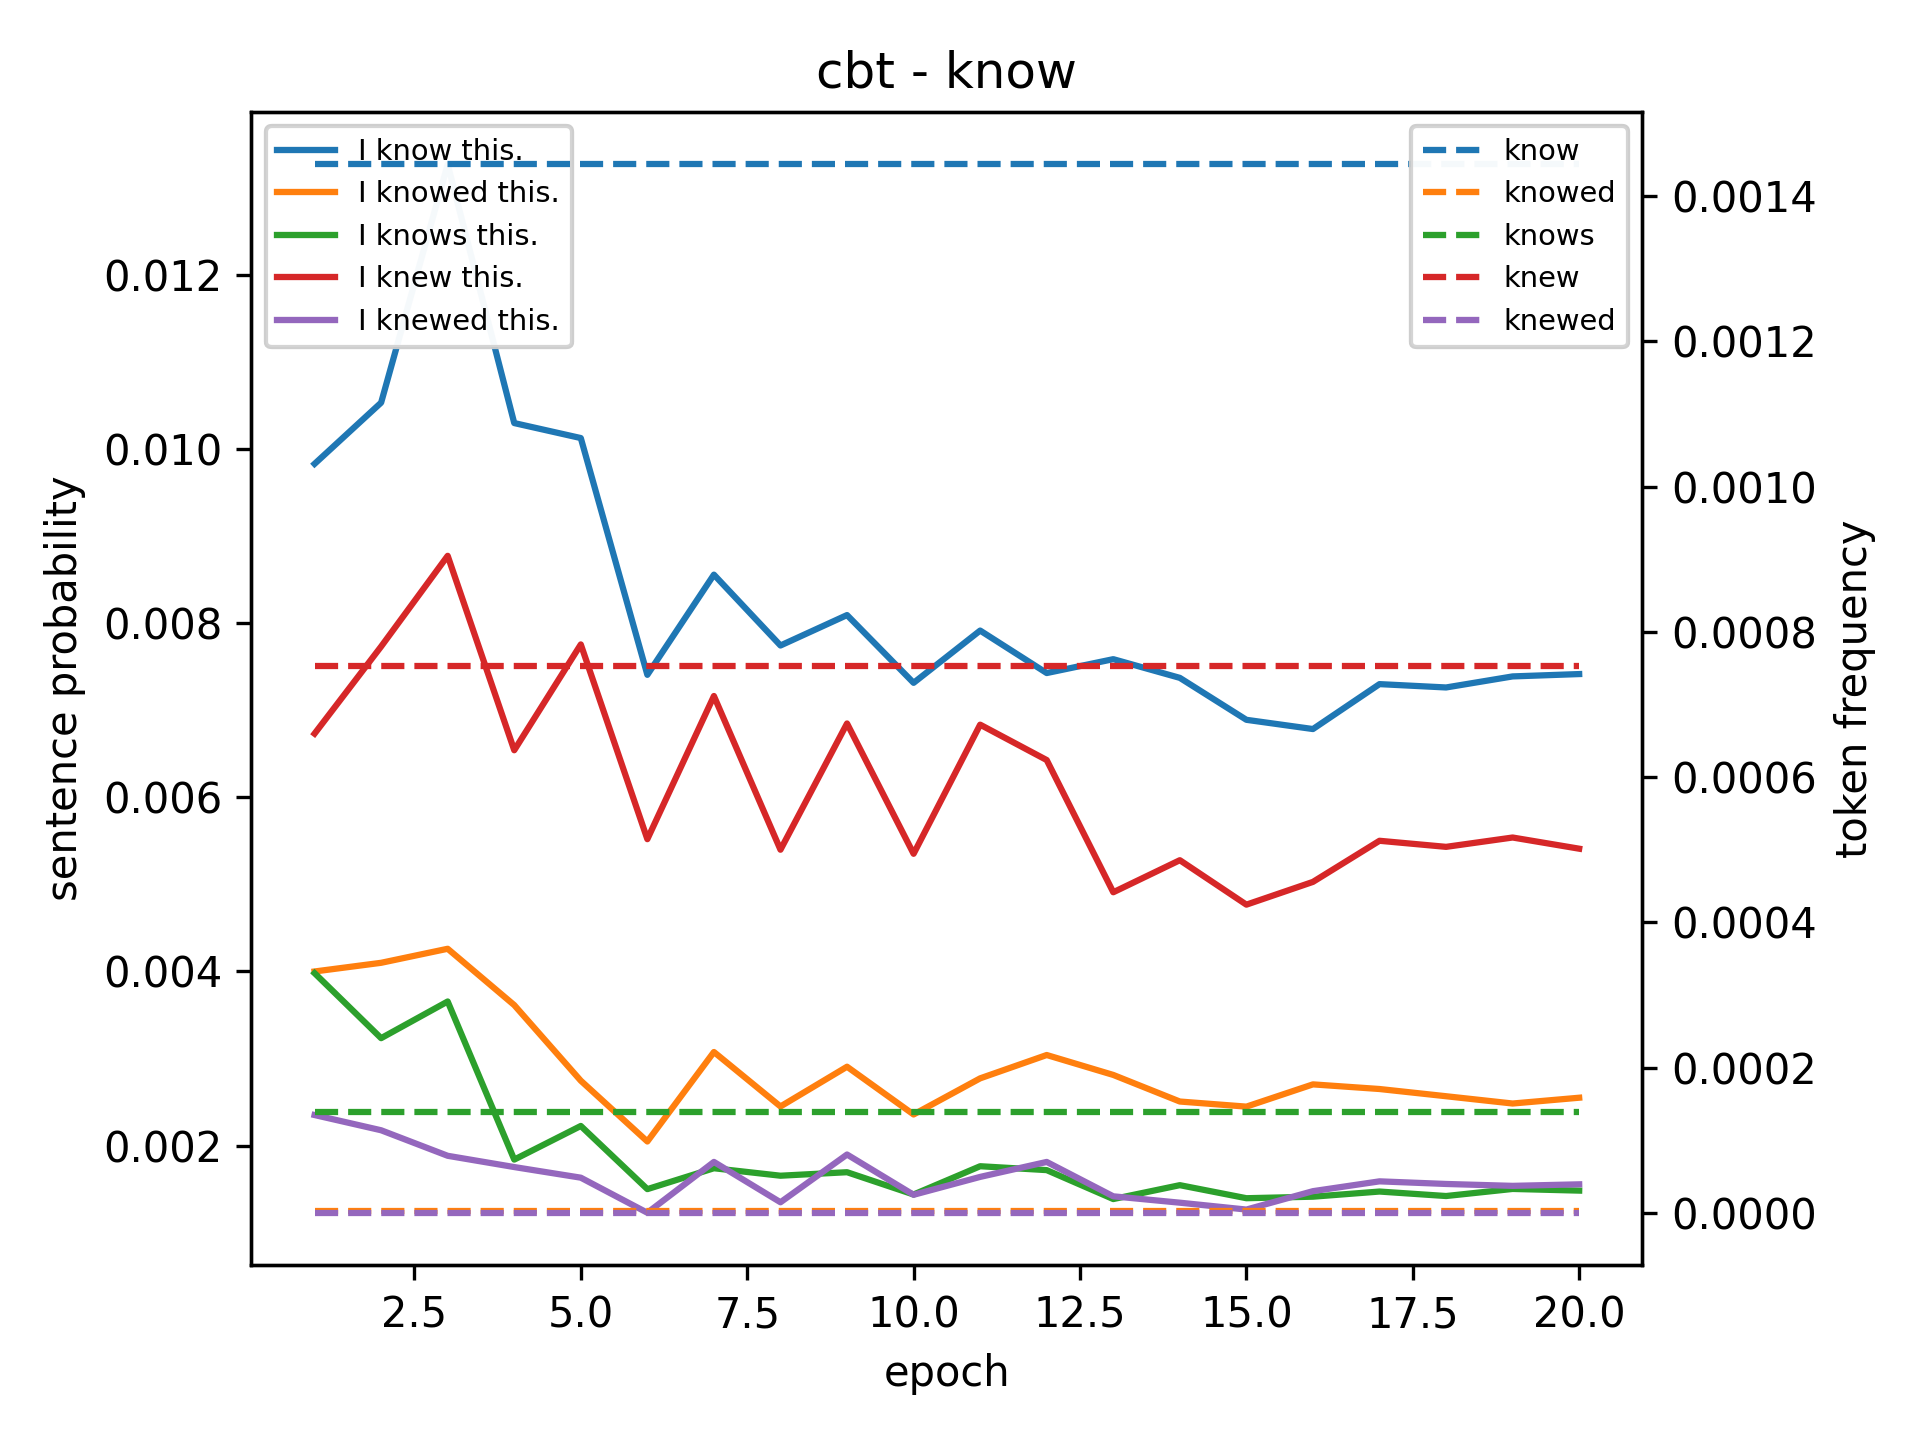 cbt - know
I know this.
I knowed this.
I knows this.
I knew this.
I knewed this.
know
knowed
knows
knew
knewed
sentence probability
0.012
0.010
0.008
0.006
0.004
0.002
0.0014
0.0012
0.0010
0.0008
0.0006
0.0004
0.0002
0.0000
token frequency
2.5 5.0 7.5 10.0 12.5 15.0 17.5 20.0
epoch